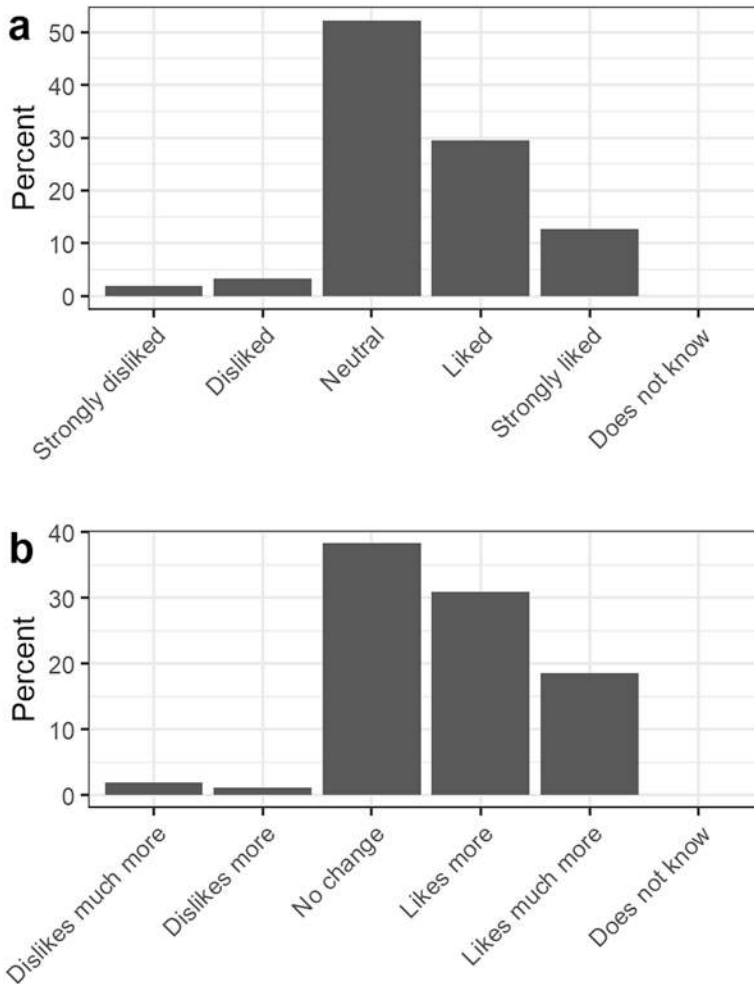 a
Percent
50
40
30
20
10
0
Strongly disliked
Disliked
Neutral
Liked
Strongly liked
Does not know
b
Percent
40
30
20
10
0
Dislikes much more
Dislikes more
No change
Likes more
Likes much more
Does not know